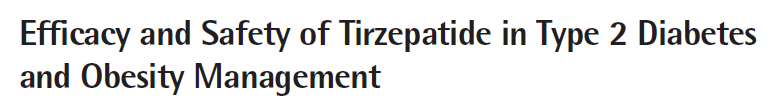 Efficacy and Safety of Tirzepatide in Type 2 Diabetes
and Obesity Management